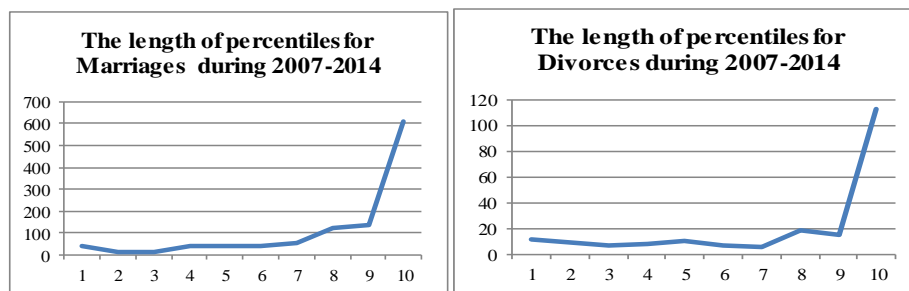 The length of percentiles for
Marriages during 2007-2014
700
600
500
400
300
200
100
0
1 2 3 4 5 6 7 8 9 10
The length of percentiles for
Divorces during 2007-2014
120
100
80
60
40
20
0
1 2 3 4 5 6 7 8 9 10